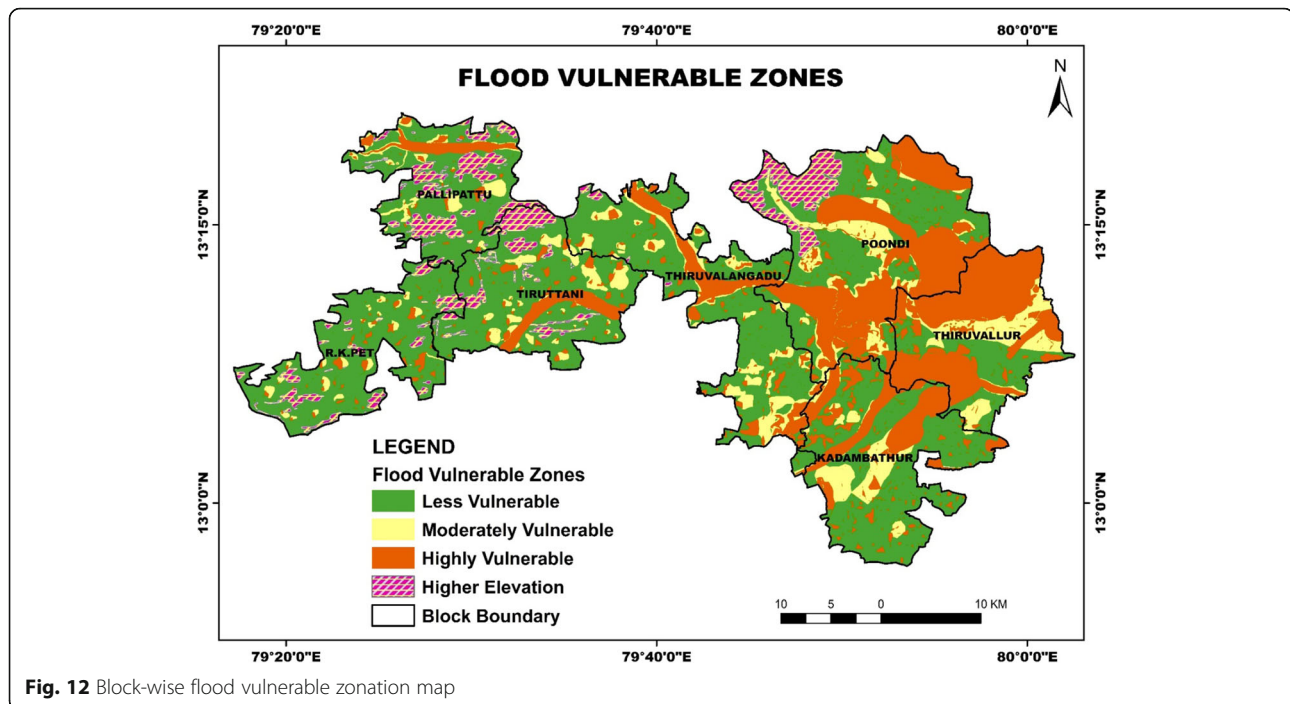 79°20'0"E 79°40'0"E 80°0'0"E
FLOOD VULNERABLE ZONES
N
13°15'0"N
13°15'0"N
PALLIPATTU
POONDI
THIRUVALANGADU
TIRUTTANI
THIRUVALLUR
R.K.PET
KADAMBATHUR
13°0'0"N
13°0'0"N
LEGEND
Flood Vulnerable Zones
Less Vulnerable
Moderately Vulnerable
Highly Vulnerable
Higher Elevation
Block Boundary
10 5 0 10 KM
79°20'0"E 79°40'0"E 80°0'0"E
Fig. 12 Block-wise flood vulnerable zonation map